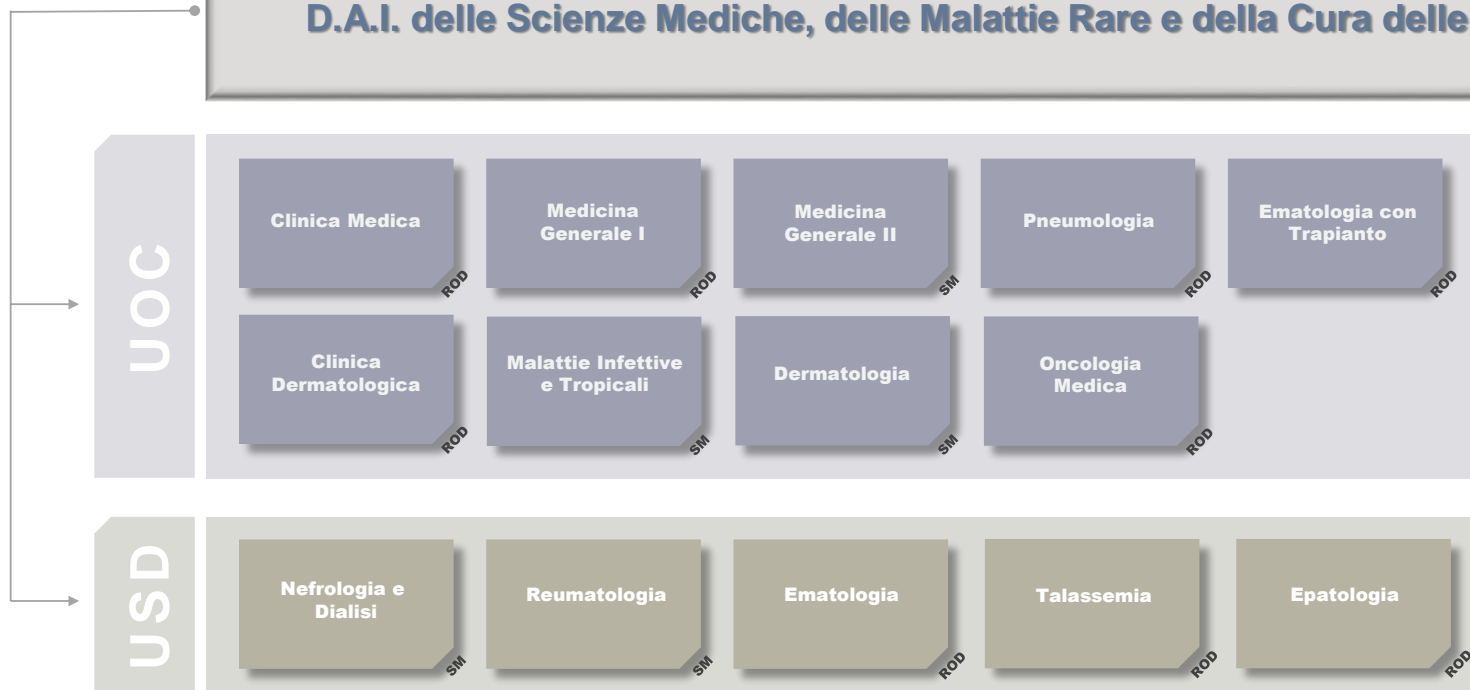 D.A.I. delle Scienze Mediche, delle Malattie Rare e della Cura delle
UOC
Clinica Medica
ROD
Medicina
Generale I
ROD
Medicina
Generale II
SM
Pneumologia
ROD
Ematologia con
Trapianto
ROD
Clinica
Dermatologica
ROD
Malattie Infettive
e Tropicali
SM
Dermatologia
SM
Oncologia
Medica
ROD
USD
Nefrologia e
Dialisi
SM
Reumatologia
SM
Ematologia
ROD
Talassemia
ROD
Epatologia
ROD